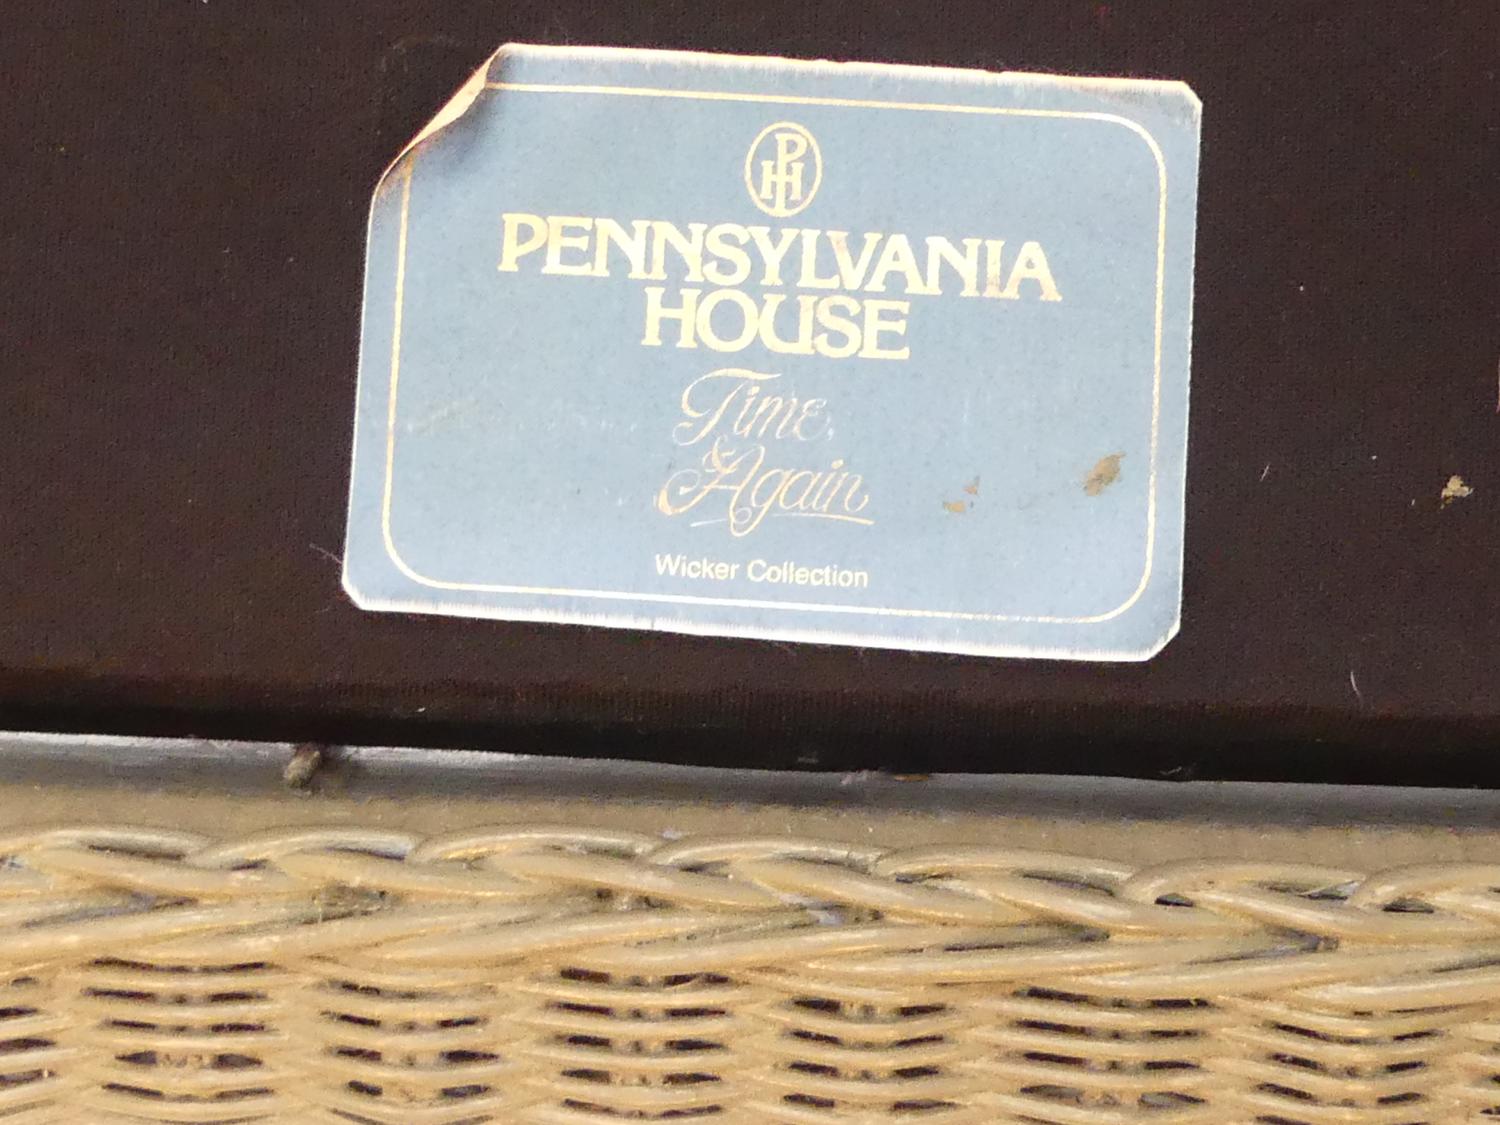 PH
PENNSYLVANIA
HOUSE
Time
& Again
Wicker Collection